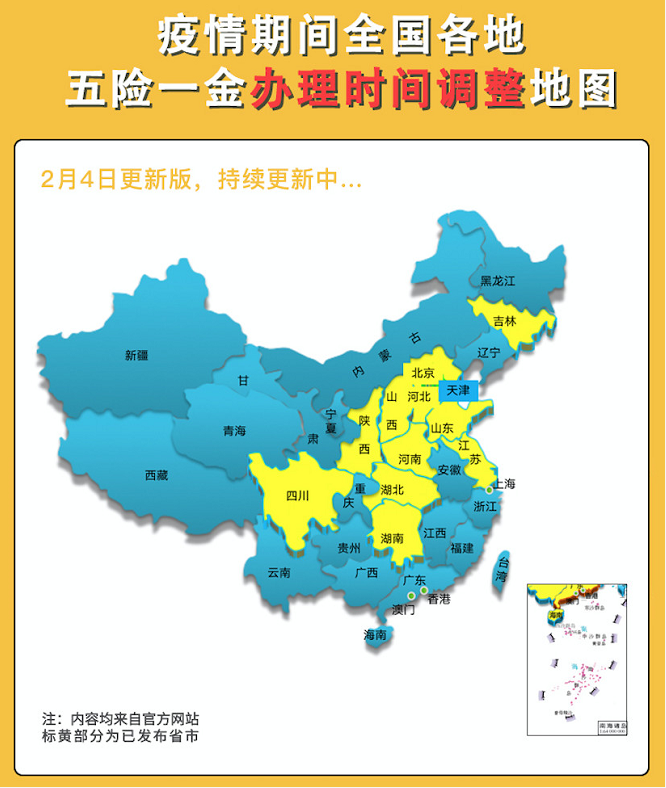 疫情期间全国各地
五险一金办理时间调整地图
2月4日更新版，持续更新中...
黑龙江
吉林
辽宁
内蒙古
新疆
甘肃
北京
天津
山西
河北
宁夏
陕西
青海
山东
河南
江苏
安徽
西藏
四川
重庆
湖北
上海
浙江
湖南
江西
贵州
福建
云南
广西
广东
台湾
香港
澳门
海南
海南
南海诸岛
注：内容均来自官方网站
标黄部分为已发布省市